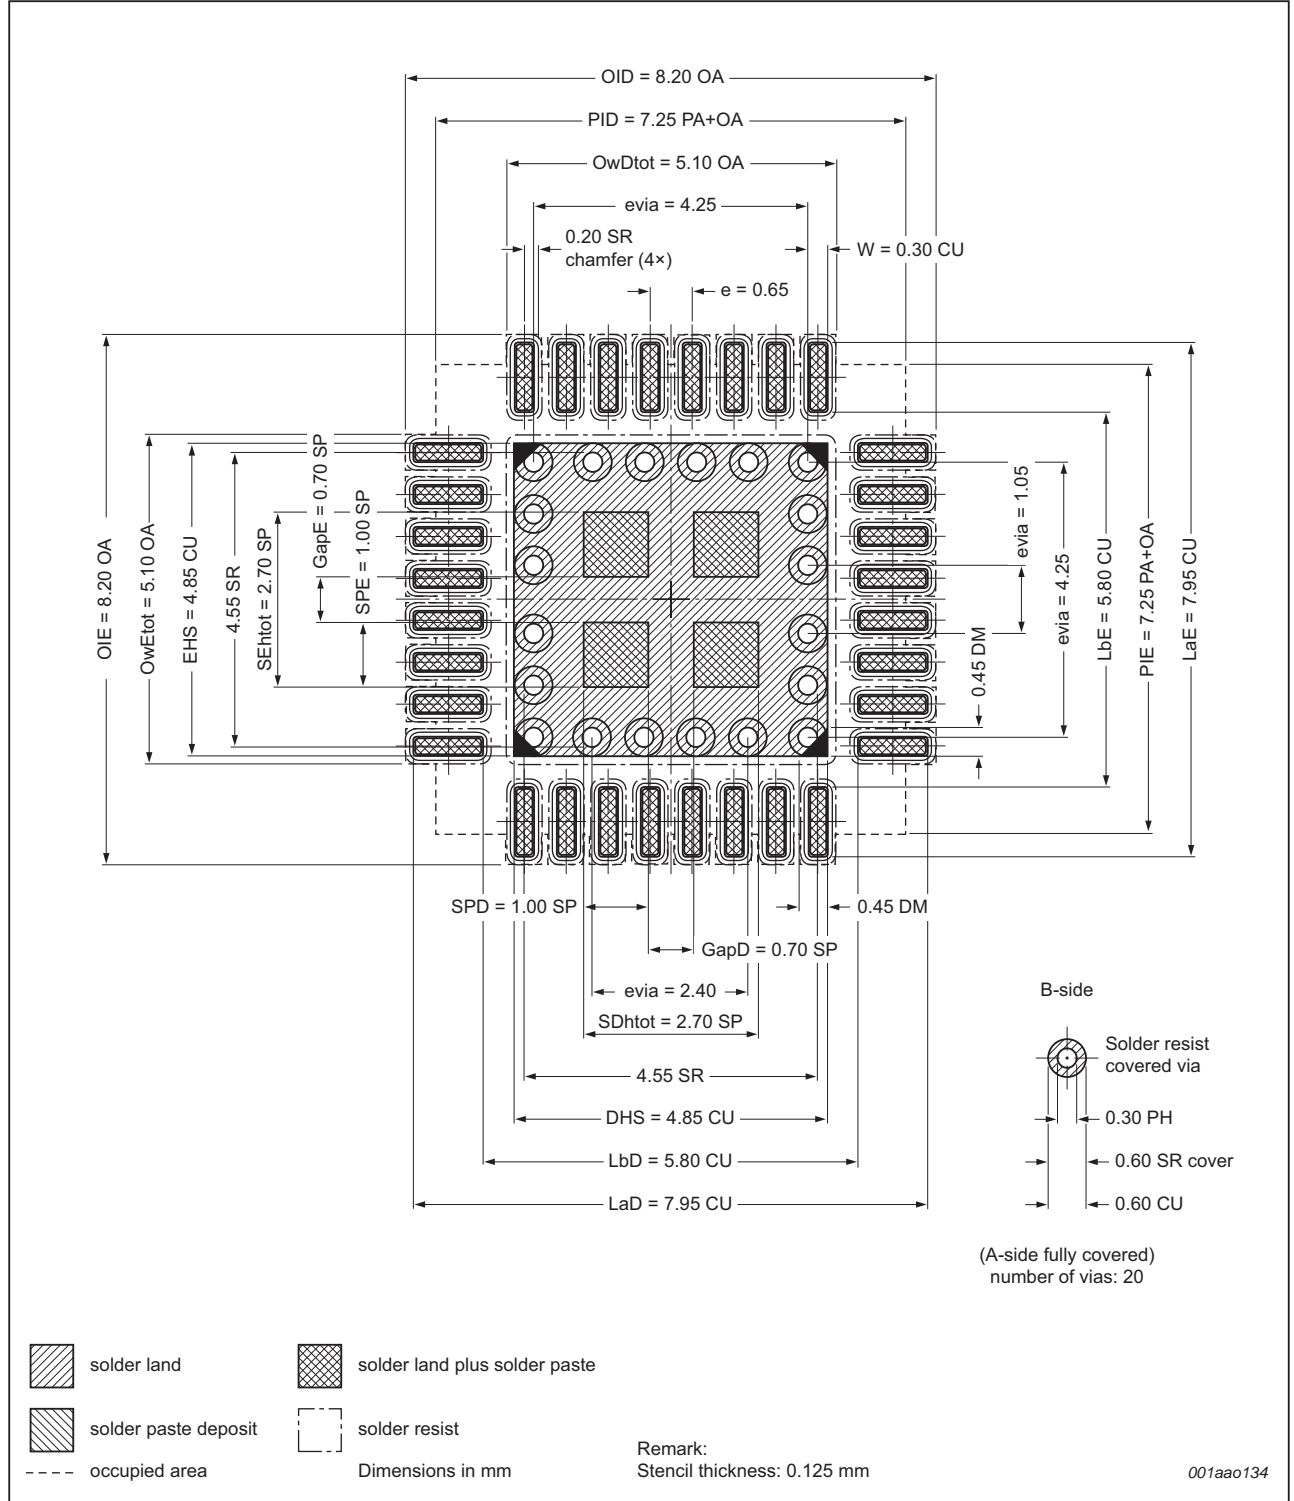 OID = 8.20 OA
PID = 7.25 PA+OA
OwDtot = 5.10 OA
evia = 4.25
0.20 SR
chamfer (4×)
W = 0.30 CU
e = 0.65
OIE = 8.20 OA
OwEtot = 5.10 OA
EHS = 4.85 CU
4.55 SR
SEhtot = 2.70 SP
GapE = 0.70 SP
SPE = 1.00 SP
evia = 1.05
0.45 DM
evia = 4.25
LbE = 5.80 CU
PIE = 7.25 PA+OA
LaE = 7.95 CU
SPD = 1.00 SP
0.45 DM
GapD = 0.70 SP
evia = 2.40
SDhtot = 2.70 SP
4.55 SR
DHS = 4.85 CU
LbD = 5.80 CU
LaD = 7.95 CU
B-side
Solder resist
covered via
0.30 PH
0.60 SR cover
0.60 CU
(A-side fully covered)
number of vias: 20
solder land
solder land plus solder paste
solder paste deposit
solder resist
occupied area
Dimensions in mm
Remark:
Stencil thickness: 0.125 mm
001aao134